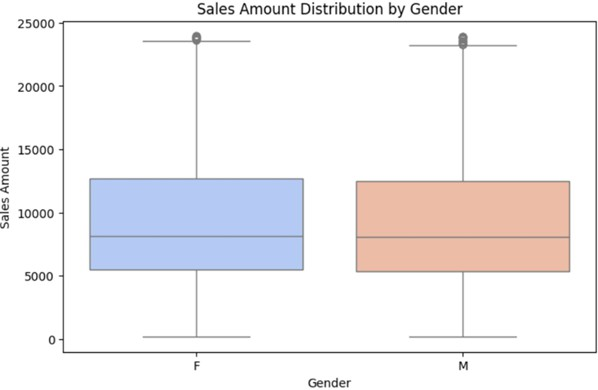 Sales Amount Distribution by Gender
25000
20000
15000
10000
5000
0
Sales Amount
F M
Gender